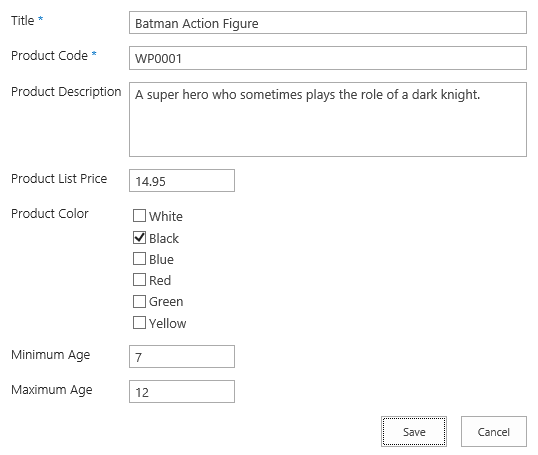 Title * Batman Action Figure
Product Code * WP0001
Product Description A super hero who sometimes plays the role of a dark knight.
Product List Price 14.95
Product Color
White
Black
Blue
Red
Green
Yellow
Minimum Age 7
Maximum Age 12
Save Cancel